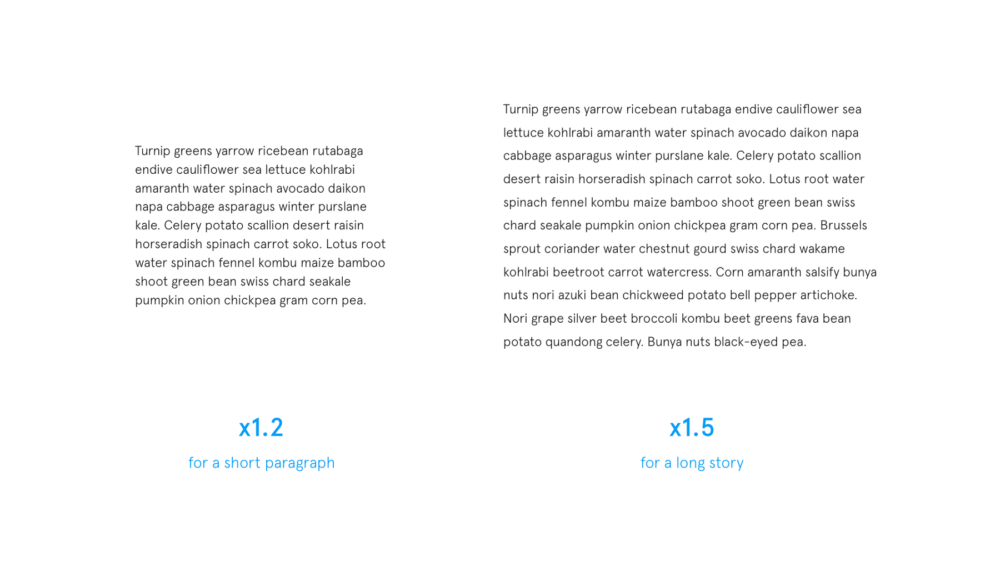 Turnip greens yarrow ricebean rutabaga
endive cauliflower sea lettuce kohlrabi
amaranth water spinach avocado daikon
napa cabbage asparagus winter purslane
kale. Celery potato scallion desert raisin
horseradish spinach carrot soko. Lotus root
water spinach fennel kombu maize bamboo
shoot green bean swiss chard seakale
pumpkin onion chickpea gram corn pea.
x1.2
for a short paragraph
Turnip greens yarrow ricebean rutabaga endive cauliflower sea
lettuce kohlrabi amaranth water spinach avocado daikon napa
cabbage asparagus winter purslane kale. Celery potato scallion
desert raisin horseradish spinach carrot soko. Lotus root water
spinach fennel kombu maize bamboo shoot green bean swiss
chard seakale pumpkin onion chickpea gram corn pea. Brussels
sprout coriander water chestnut gourd swiss chard wakame
kohlrabi beetroot carrot watercress. Corn amaranth salsify bunya
nuts nori azuki bean chickweed potato bell pepper artichoke.
Nori grape silver beet broccoli kombu beet greens fava bean
potato quandong celery. Bunya nuts black-eyed pea.
x1.5
for a long story